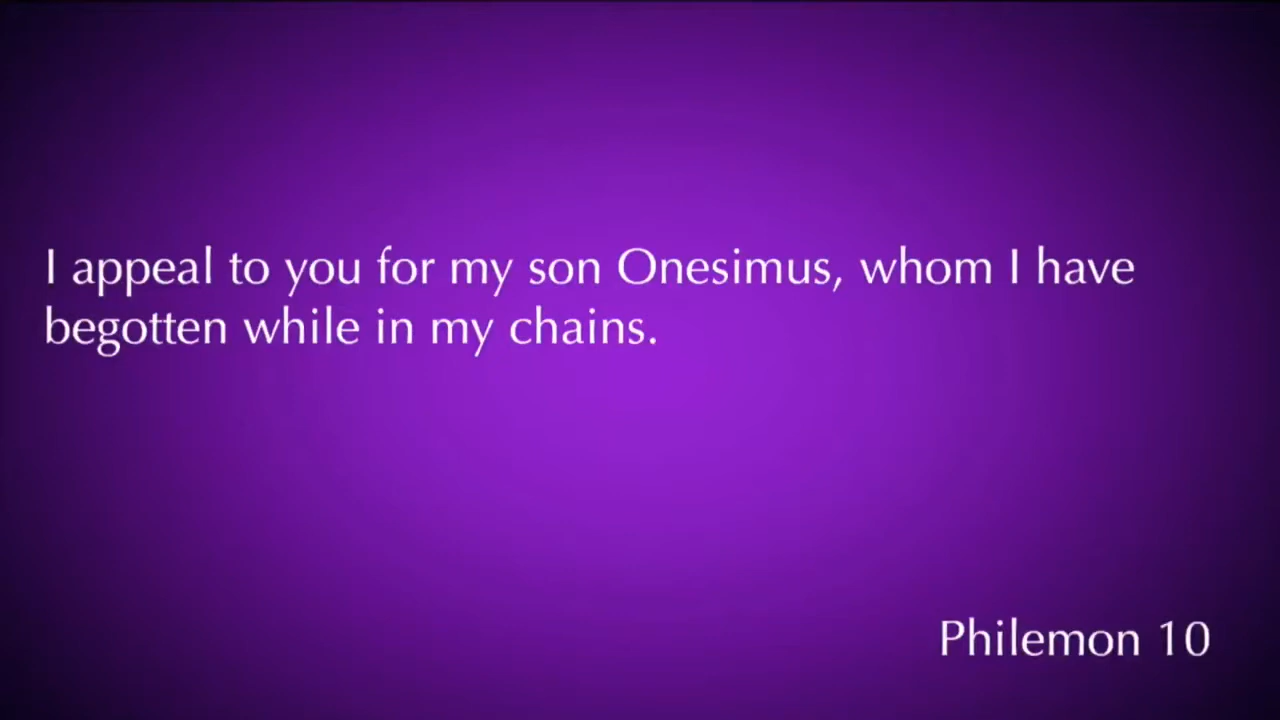 I appeal to you for my son Onesimus, whom I have
begotten while in my chains.
Philemon 10